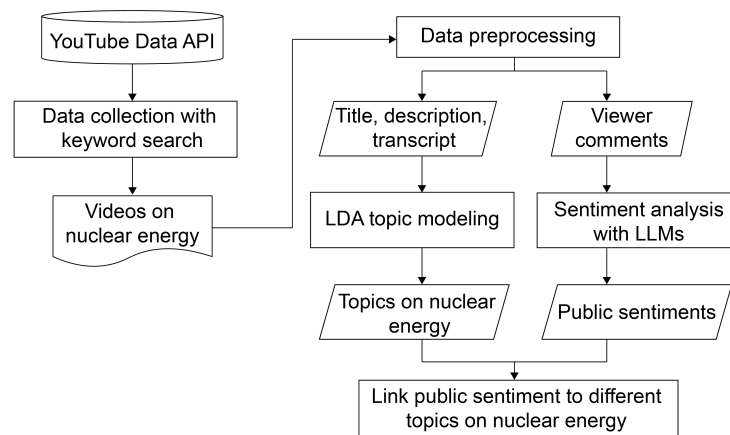 YouTube Data API
Data collection with
keyword search
Videos on
nuclear energy
Data preprocessing
Title, description,
transcript
LDA topic modeling
Topics on nuclear
energy
Viewer
comments
Sentiment analysis
with LLMs
Public sentiments
Link public sentiment to different
topics on nuclear energy